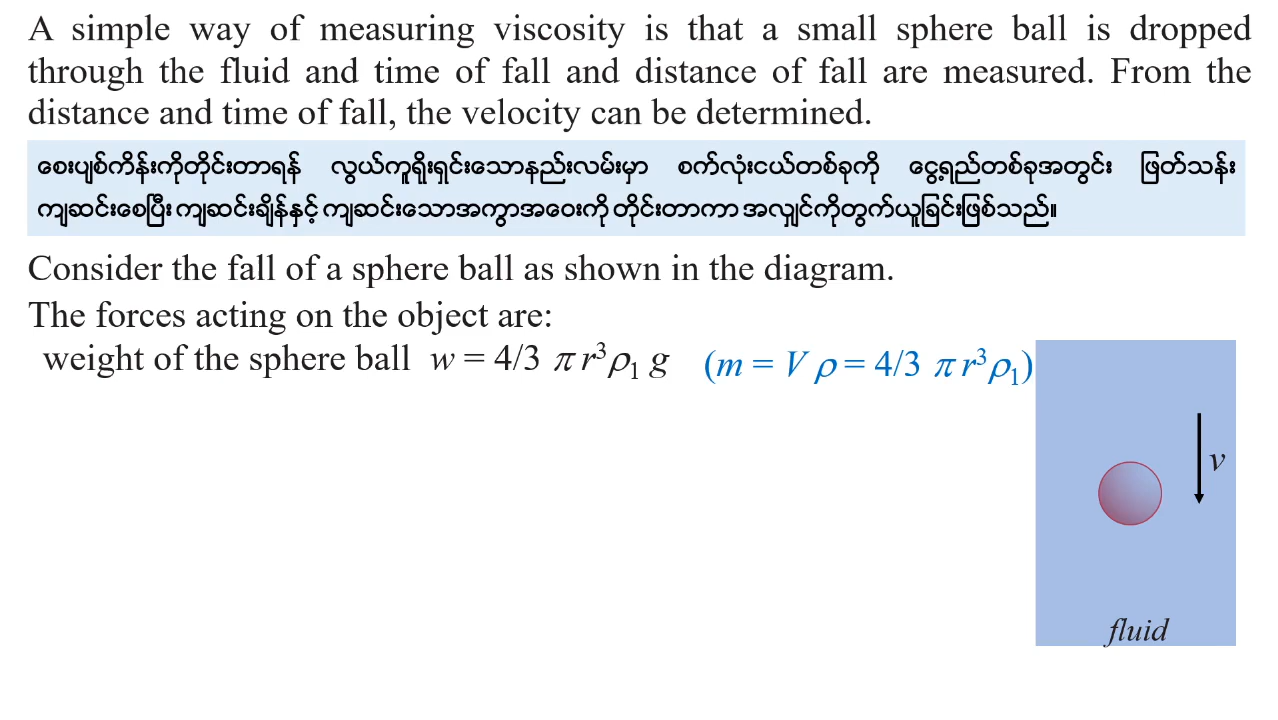 A simple way of measuring viscosity is that a small sphere ball is dropped
through the fluid and time of fall and distance of fall are measured. From the
distance and time of fall, the velocity can be determined.
စေးပျစ်ကိန်းကိုတိုင်းတာရန် လွယ်ကူရိုးရှင်းသောနည်းလမ်းမှာ စက်လုံးငယ်တစ်ခုကို ငွေ့ရည်တစ်ခုအတွင်း ဖြတ်သန်း
ကျဆင်းစေပြီး ကျဆင်းချိန်နှင့် ကျဆင်းသောအကွာအဝေးကို တိုင်းတာကာ အလျှင်ကိုတွက်ယူခြင်းဖြစ်သည်။
Consider the fall of a sphere ball as shown in the diagram.
The forces acting on the object are:
weight of the sphere ball w = 4/3 π r³ρ₁ g (m = V ρ = 4/3 π r³ρ₁)
v
fluid